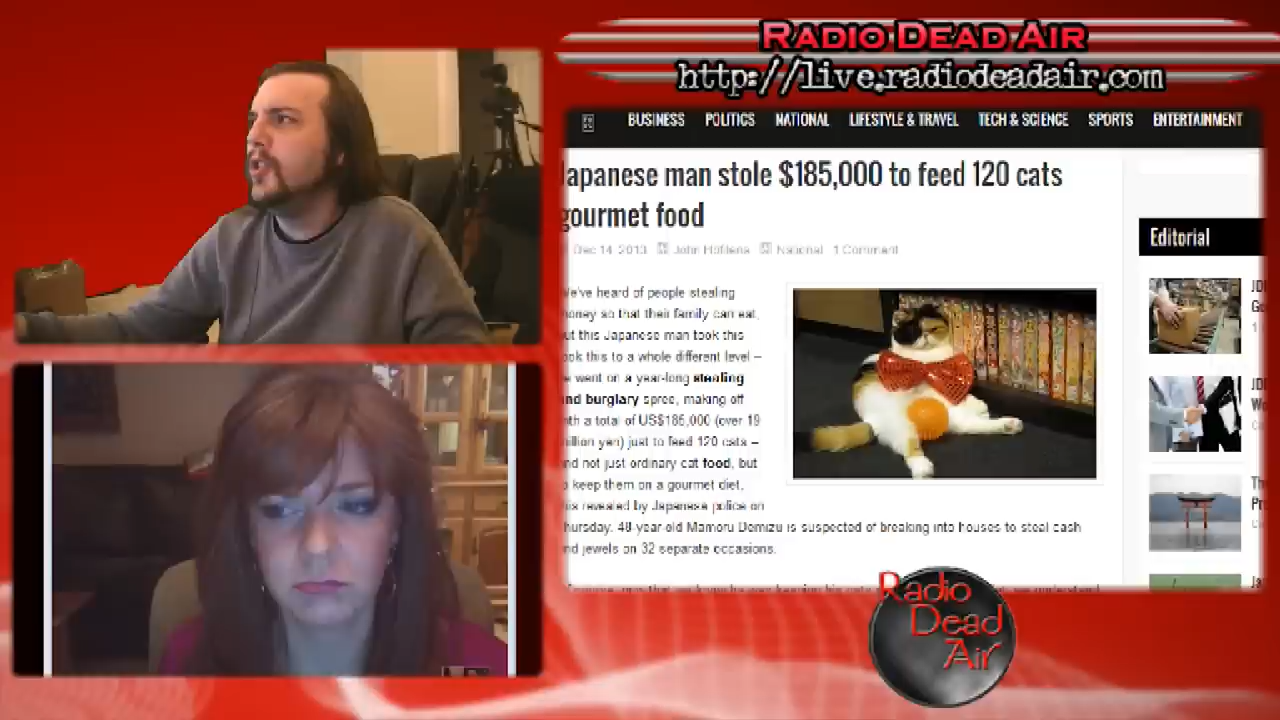 Radio Dead Air
http://live.radiodeadair.com
BUSINESS POLITICS NATIONAL LIFESTYLE & TRAVEL TECH & SCIENCE SPORTS ENTERTAINMENT
Japanese man stole $185,000 to feed 120 cats
gourmet food
Dec 14, 2013 John Hofilena National 1 Comment
Editorial
We've heard of people stealing
money so that their family can eat,
but this Japanese man took this
took this to a whole different level –
he went on a year-long stealing
and burglary spree, making off
with a total of US$185,000 (over 19
million yen) just to feed 120 cats –
and not just ordinary cat food, but
to keep them on a gourmet diet,
this revealed by Japanese police on
Thursday. 48-year-old Mamoru Demizu is suspected of breaking into houses to steal cash
and jewels on 32 separate occasions.
Radio
Dead
Air